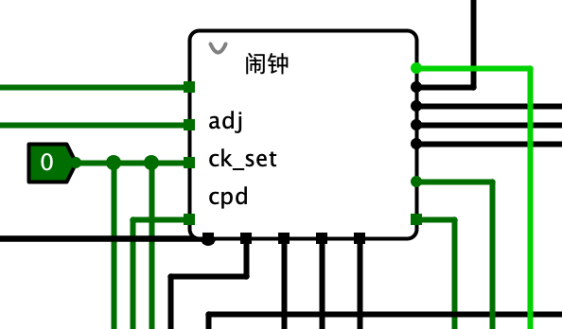 闹钟
adj
0
ck_set
cpd